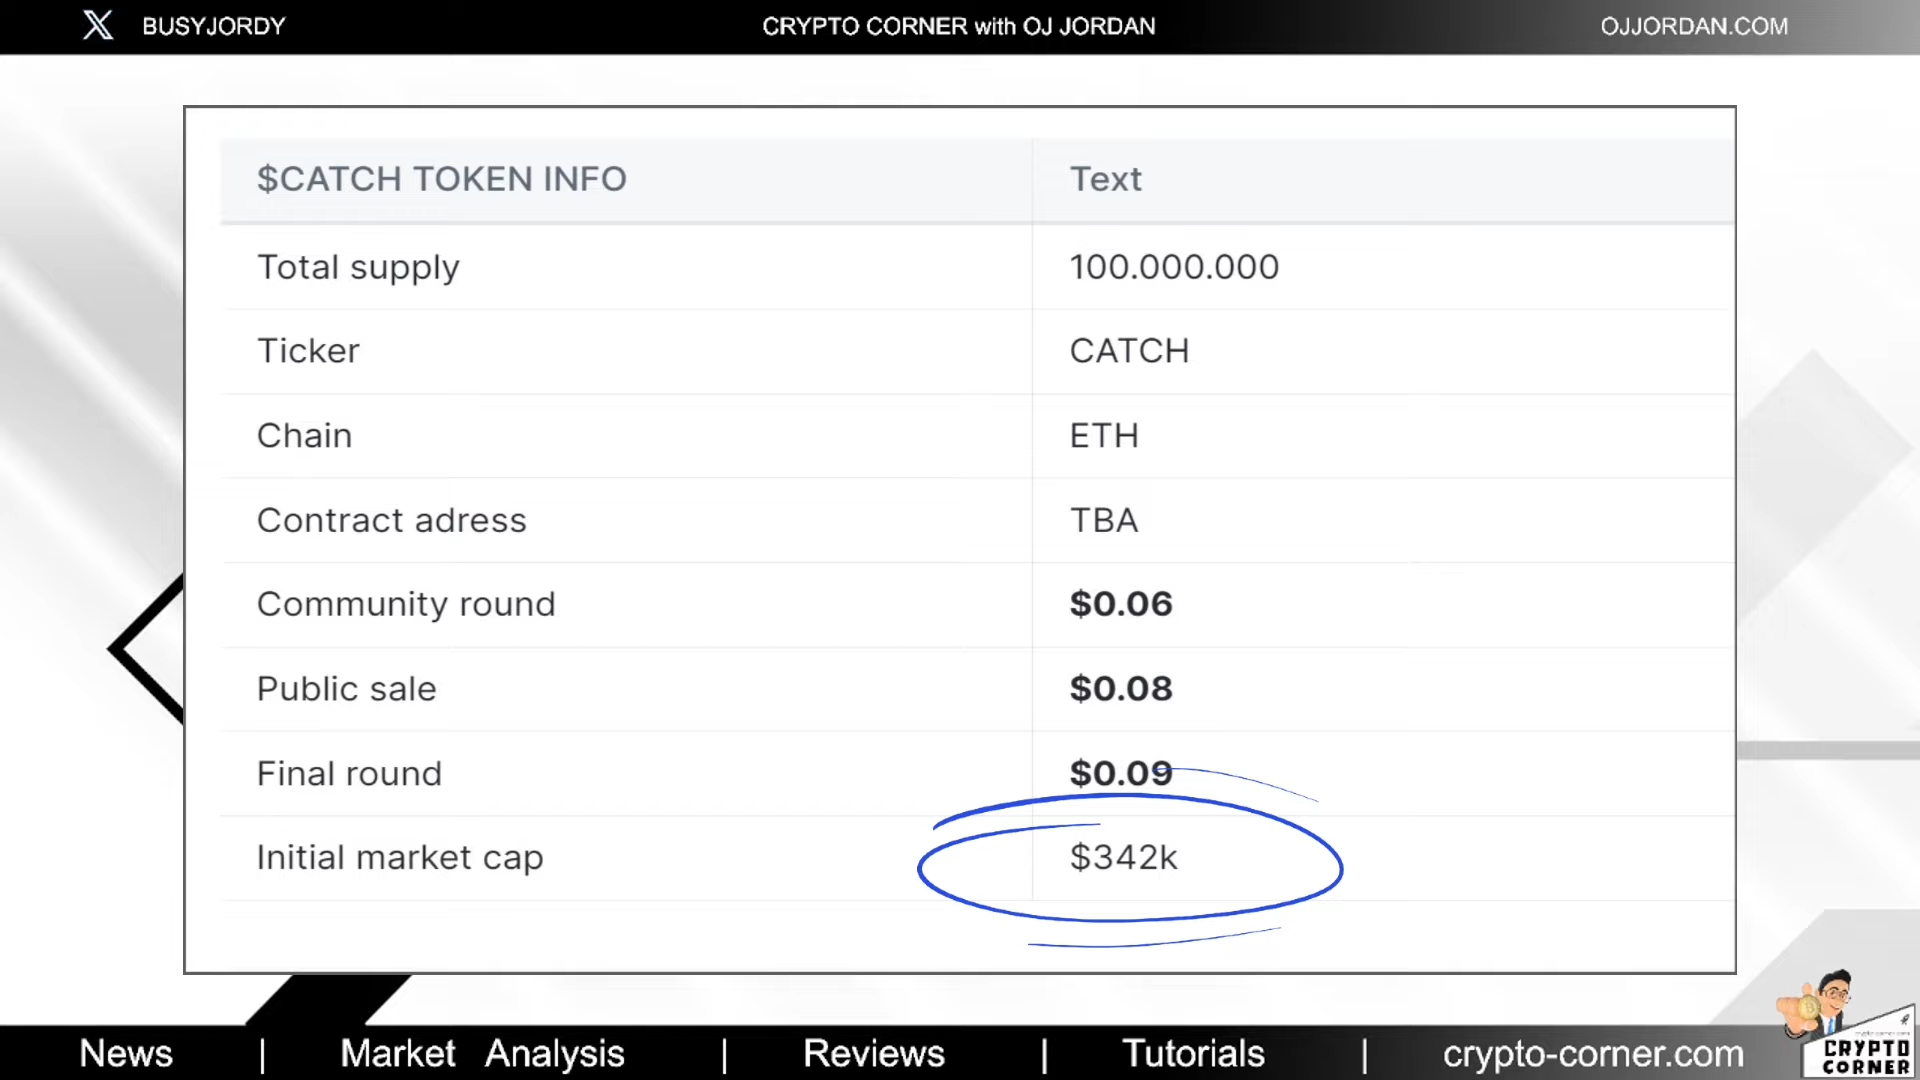 X BUSYJORDY
CRYPTO CORNER with OJ JORDAN
OJJORDAN.COM
$CATCH TOKEN INFO Text
Total supply 100.000.000
Ticker CATCH
Chain ETH
Contract adress TBA
Community round $0.06
Public sale $0.08
Final round $0.09
Initial market cap $342k
News | Market Analysis | Reviews | Tutorials | crypto-corner.com
CRYPTO
CORNER